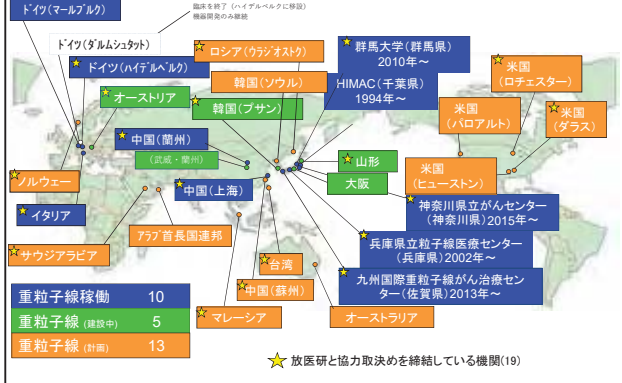 ドイツ(マールブルク)
臨床を終了(ハイデルベルクに移設)
機器開発のみ継続
ドイツ(ダルムシュタット)
ドイツ(ハイデルベルク)
オーストリア
ロシア(ウラジオストク)
韓国(ソウル)
韓国(プサン)
群馬大学(群馬県)
2010年~
HIMAC(千葉県)
1994年~
米国
(ロチェスター)
米国
(パロアルト)
米国
(ダラス)
米国
(ヒューストン)
中国(蘭州)
(武威・蘭州)
中国(上海)
山形
大阪
ノルウェー
イタリア
サウジアラビア
アラブ首長国連邦
台湾
中国(蘇州)
マレーシア
オーストラリア
神奈川県立がんセンター
(神奈川県)2015年~
兵庫県立粒子線医療センター
(兵庫県)2002年~
九州国際重粒子線がん治療セン
ター(佐賀県)2013年~
重粒子線稼働 10
重粒子線(建設中) 5
重粒子線(計画) 13
放医研と協力取決めを締結している機関(19)